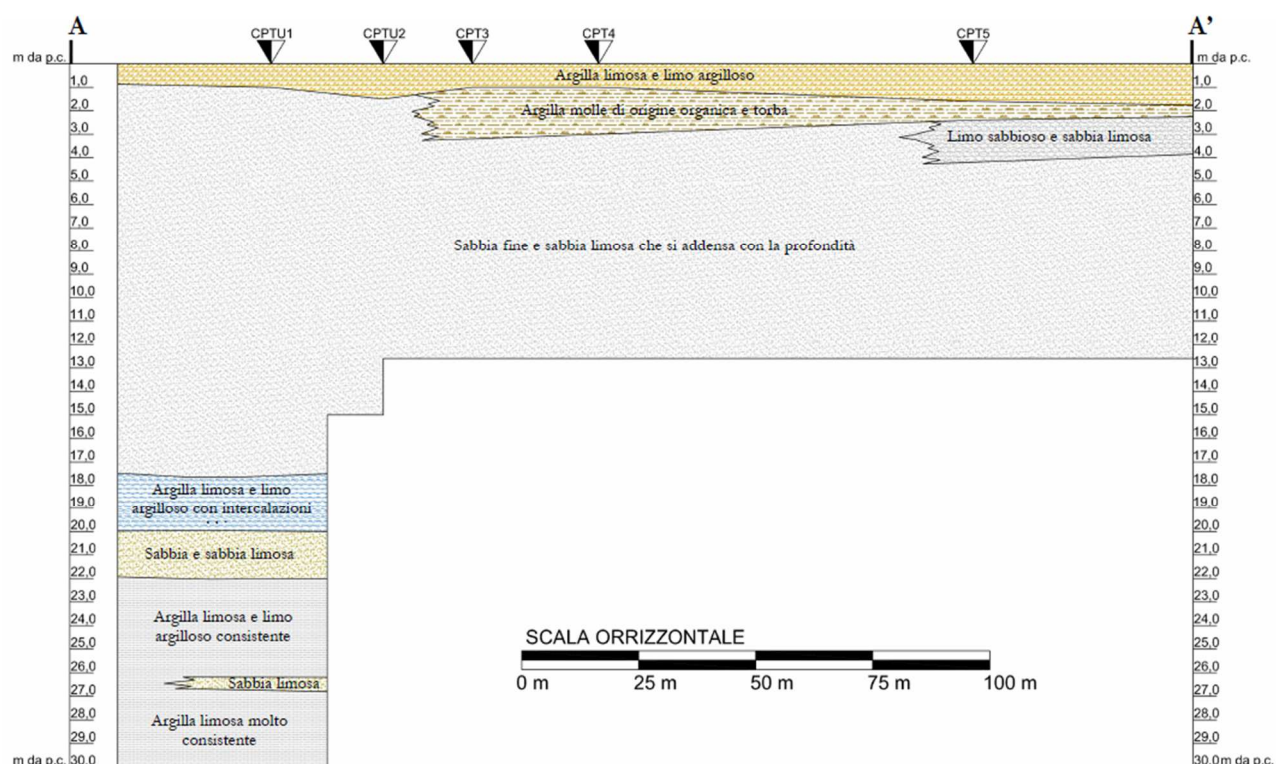 A CPTU1 CPTU2 CPT3 CPT4 CPT5 A'
m da p.c. m da p.c.
Argilla limosa e limo argilloso
1,0 1,0
2,0 Argilla molle di origine organica e torba 2,0
3,0 Limo sabbioso e sabbia limosa 3,0
4,0 4,0
5,0 5,0
6,0 6,0
7,0 7,0
Sabbia fine e sabbia limosa che si addensa con la profondità
8,0 8,0
9,0 9,0
10,0 10,0
11,0 11,0
12,0 12,0
13,0 13,0
14,0 14,0
15,0 15,0
16,0 16,0
17,0 17,0
18,0 18,0
Argilla limosa e limo
19,0 argilloso con intercalazioni 19,0
20,0 20,0
21,0 Sabbia e sabbia limosa 21,0
22,0 22,0
23,0 23,0
Argilla limosa e limo
24,0 24,0
argilloso consistente
25,0 25,0
SCALA ORRIZZONTALE
26,0 26,0
27,0 Sabbia limosa 27,0
0 m 25 m 50 m 75 m 100 m
28,0 Argilla limosa molto 28,0
29,0 consistente 29,0
m da p.c. 30,0 30,0 m da p.c.